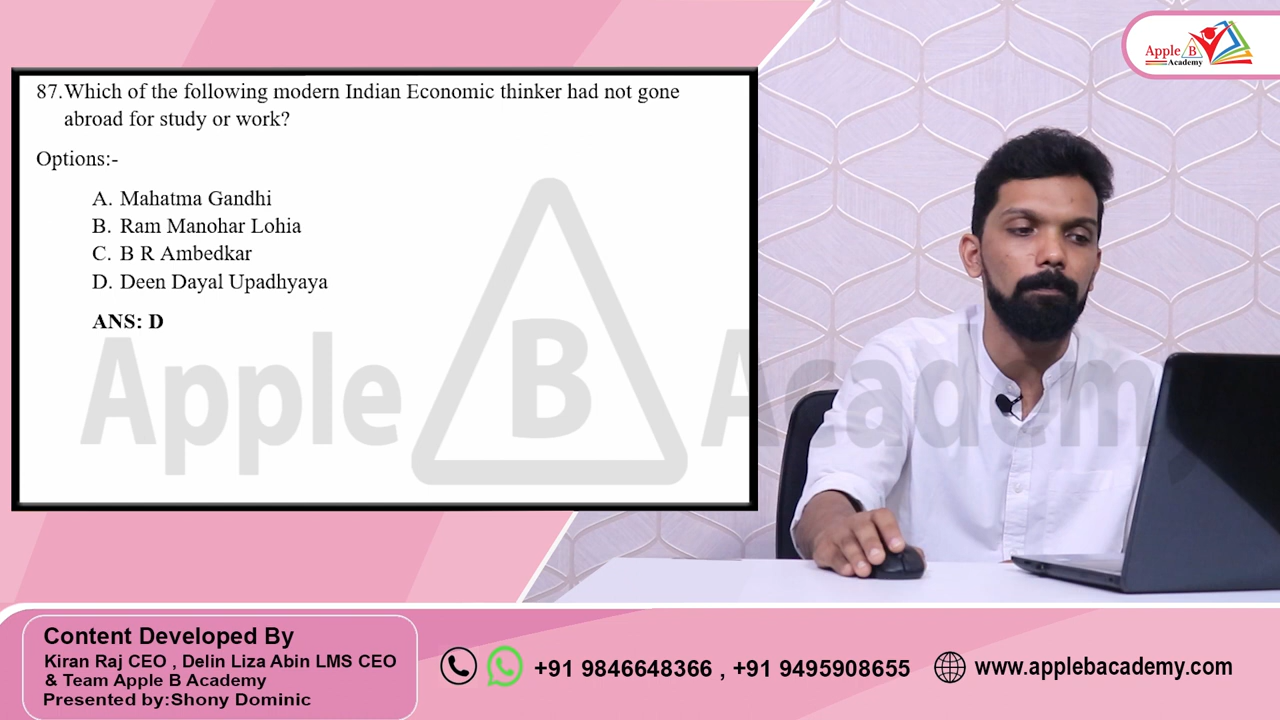 Apple B
Academy
87.Which of the following modern Indian Economic thinker had not gone
abroad for study or work?
Options:-
A. Mahatma Gandhi
B. Ram Manohar Lohia
C. B R Ambedkar
D. Deen Dayal Upadhyaya
ANS: D
Apple B Academy
Content Developed By
Kiran Raj CEO , Delin Liza Abin LMS CEO
& Team Apple B Academy
Presented by:Shony Dominic
+91 9846648366 , +91 9495908655
www.applebacademy.com